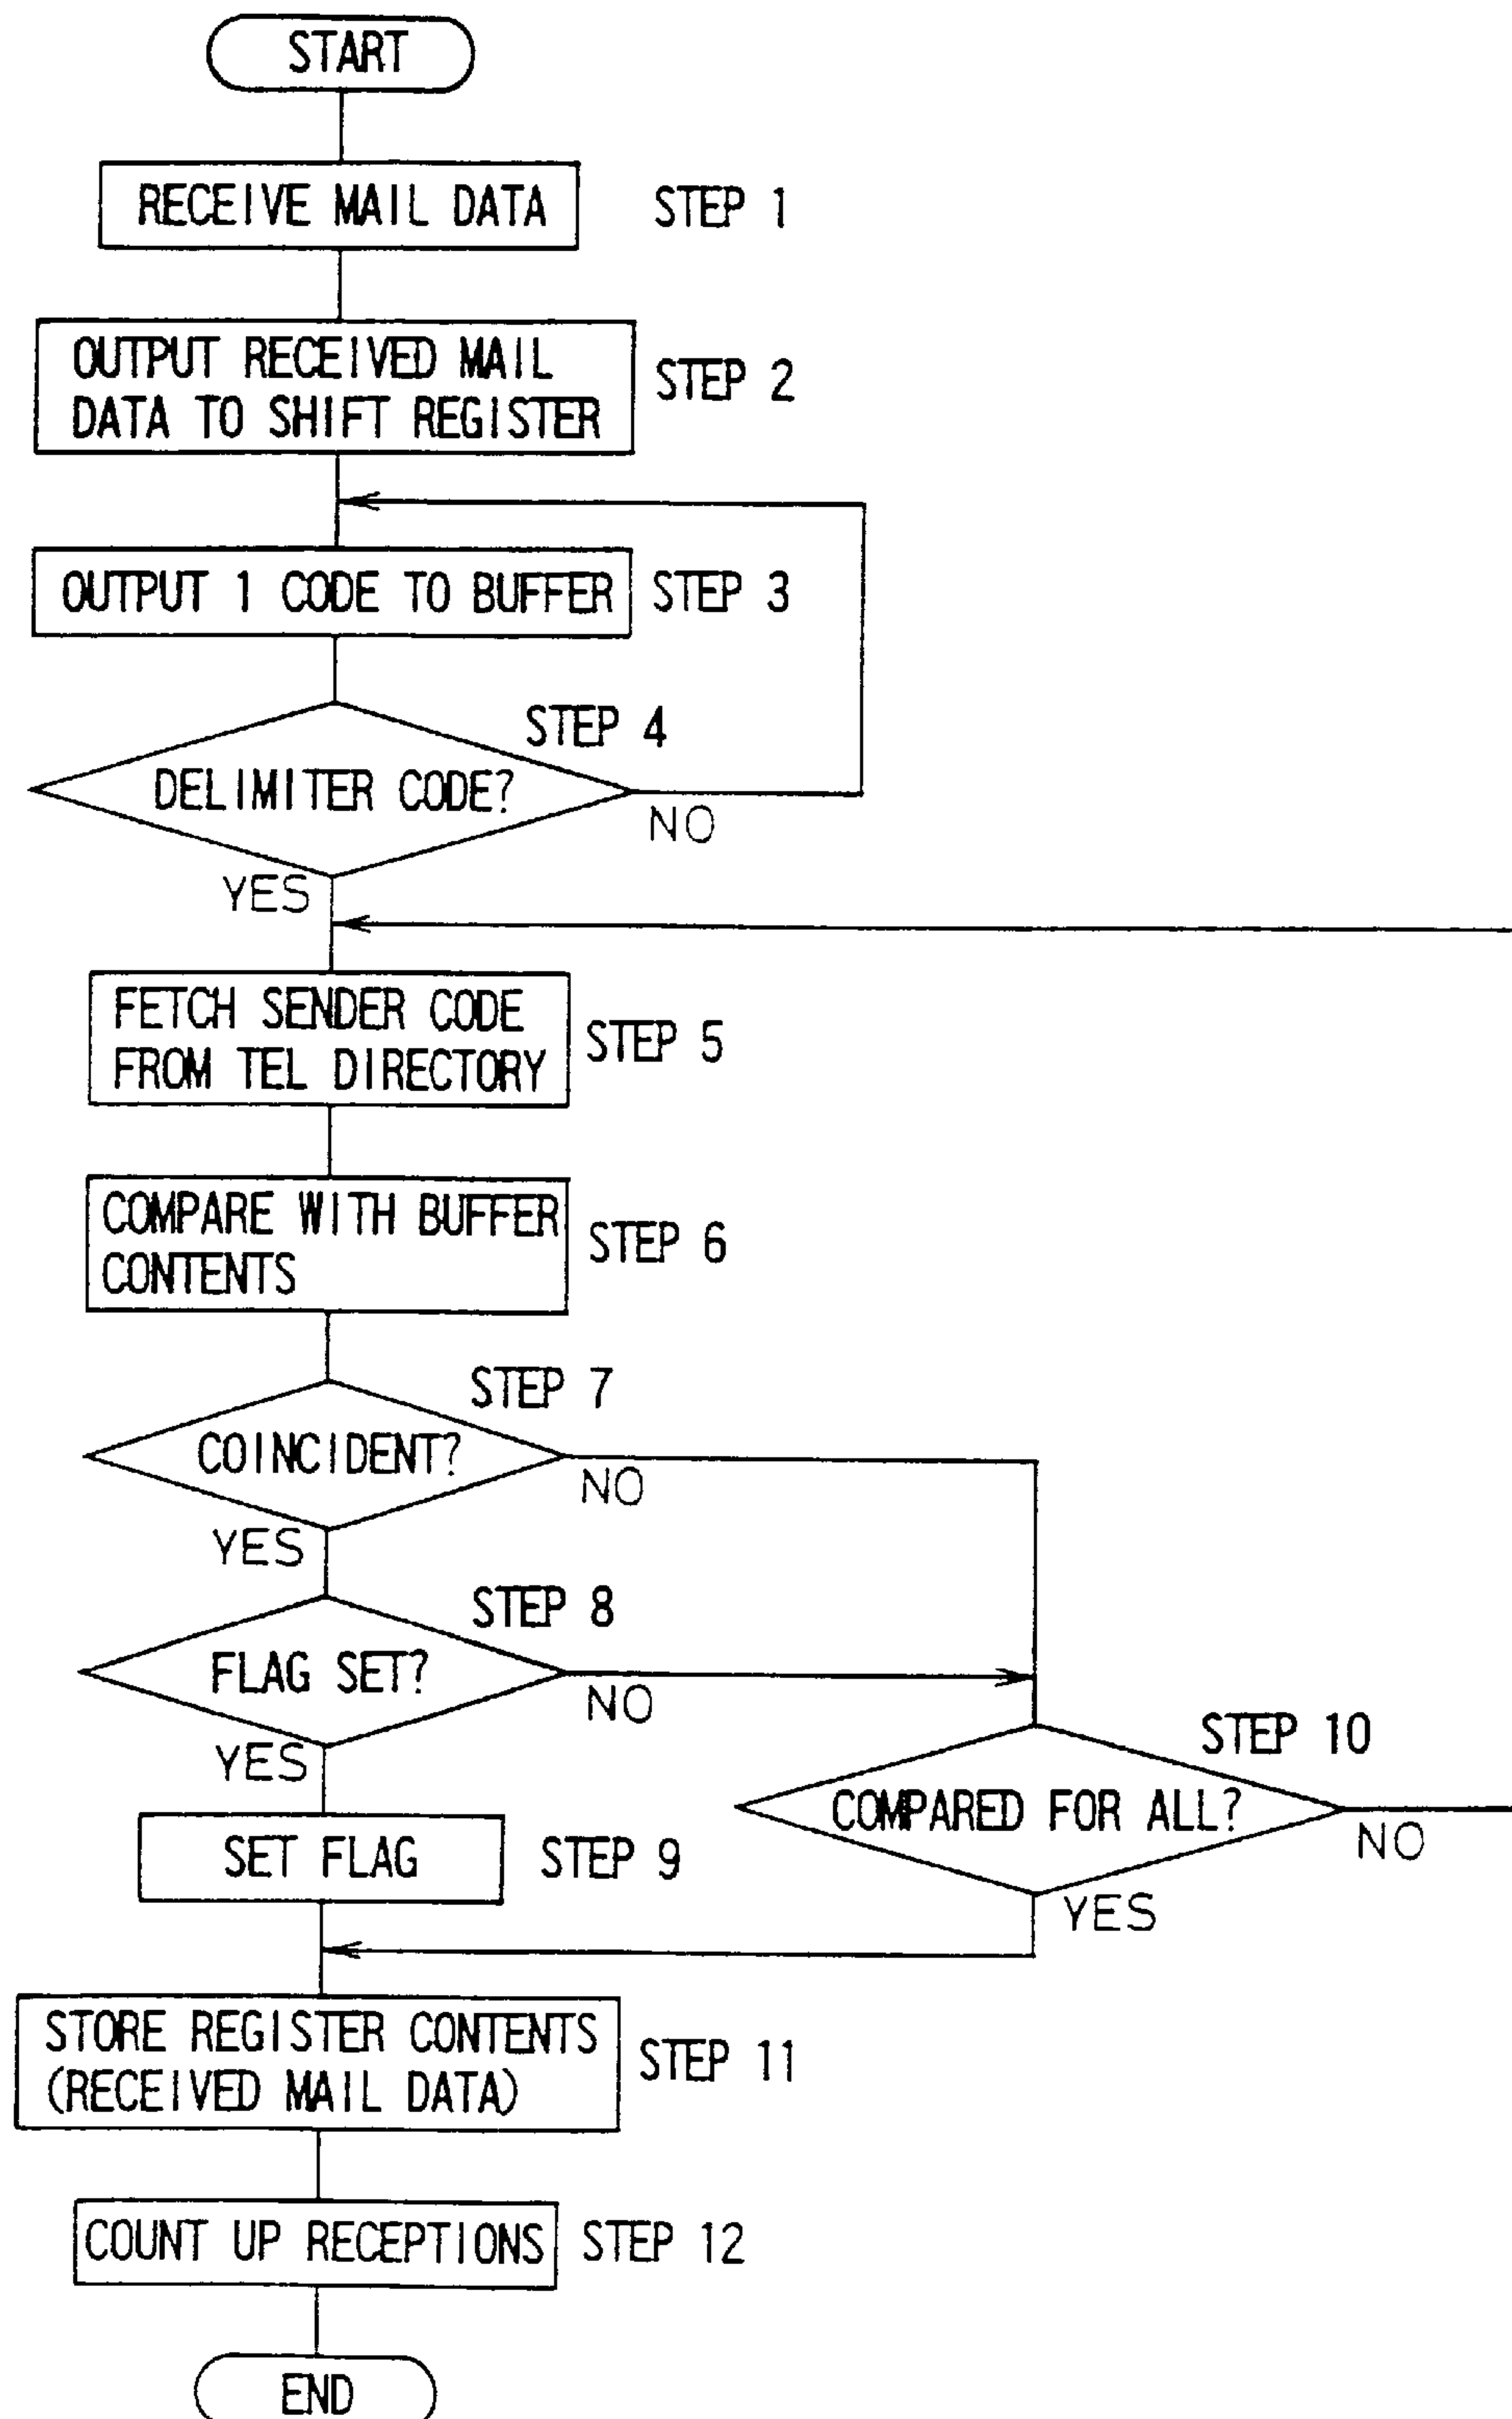 START
RECEIVE MAIL DATA
STEP 1
OUTPUT RECEIVED MAIL
DATA TO SHIFT REGISTER
STEP 2
OUTPUT 1 CODE TO BUFFER
STEP 3
STEP 4
DELIMITER CODE?
NO
YES
FETCH SENDER CODE
FROM TEL DIRECTORY
STEP 5
COMPARE WITH BUFFER
CONTENTS
STEP 6
STEP 7
COINCIDENT?
NO
YES
STEP 8
FLAG SET?
NO
YES
STEP 10
COMPARED FOR ALL?
NO
YES
SET FLAG
STEP 9
STORE REGISTER CONTENTS
(RECEIVED MAIL DATA)
STEP 11
COUNT UP RECEPTIONS
STEP 12
END